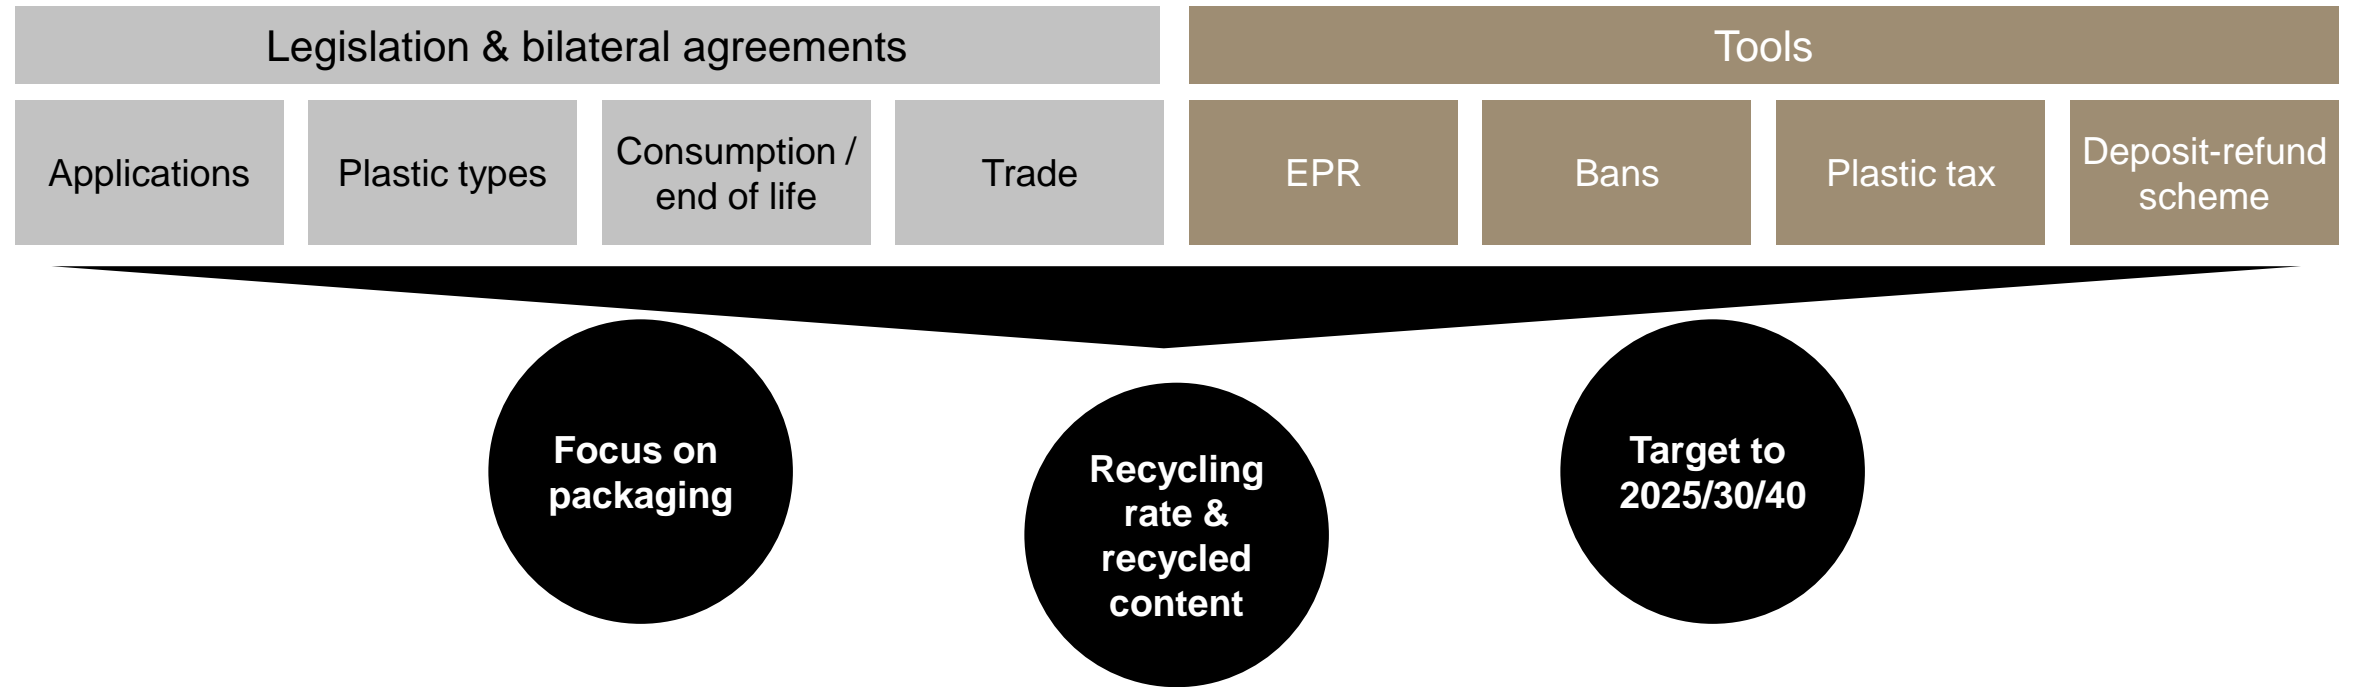 Legislation & bilateral agreements
Tools
Applications
Plastic types
Consumption /
end of life
Trade
EPR
Bans
Plastic tax
Deposit-refund
scheme
Focus on
packaging
Recycling
rate &
recycled
content
Target to
2025/30/40